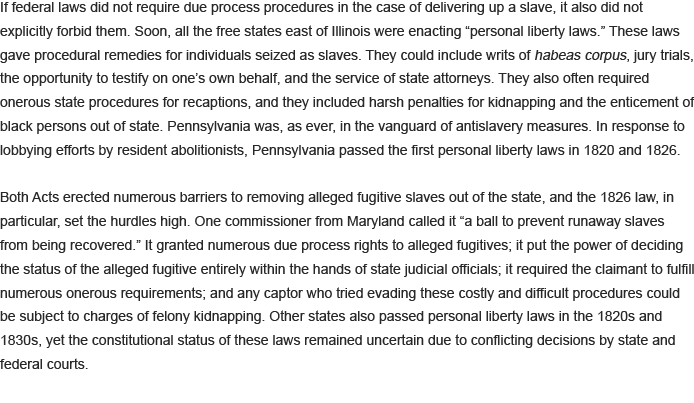 If federal laws did not require due process procedures in the case of delivering up a slave, it also did not
explicitly forbid them. Soon, all the free states east of Illinois were enacting “personal liberty laws.” These laws
gave procedural remedies for individuals seized as slaves. They could include writs of habeas corpus, jury trials,
the opportunity to testify on one’s own behalf, and the service of state attorneys. They also often required
onerous state procedures for recaptions, and they included harsh penalties for kidnapping and the enticement of
black persons out of state. Pennsylvania was, as ever, in the vanguard of antislavery measures. In response to
lobbying efforts by resident abolitionists, Pennsylvania passed the first personal liberty laws in 1820 and 1826.
Both Acts erected numerous barriers to removing alleged fugitive slaves out of the state, and the 1826 law, in
particular, set the hurdles high. One commissioner from Maryland called it “a ball to prevent runaway slaves
from being recovered.” It granted numerous due process rights to alleged fugitives; it put the power of deciding
the status of the alleged fugitive entirely within the hands of state judicial officials; it required the claimant to fulfill
numerous onerous requirements; and any captor who tried evading these costly and difficult procedures could
be subject to charges of felony kidnapping. Other states also passed personal liberty laws in the 1820s and
1830s, yet the constitutional status of these laws remained uncertain due to conflicting decisions by state and
federal courts.